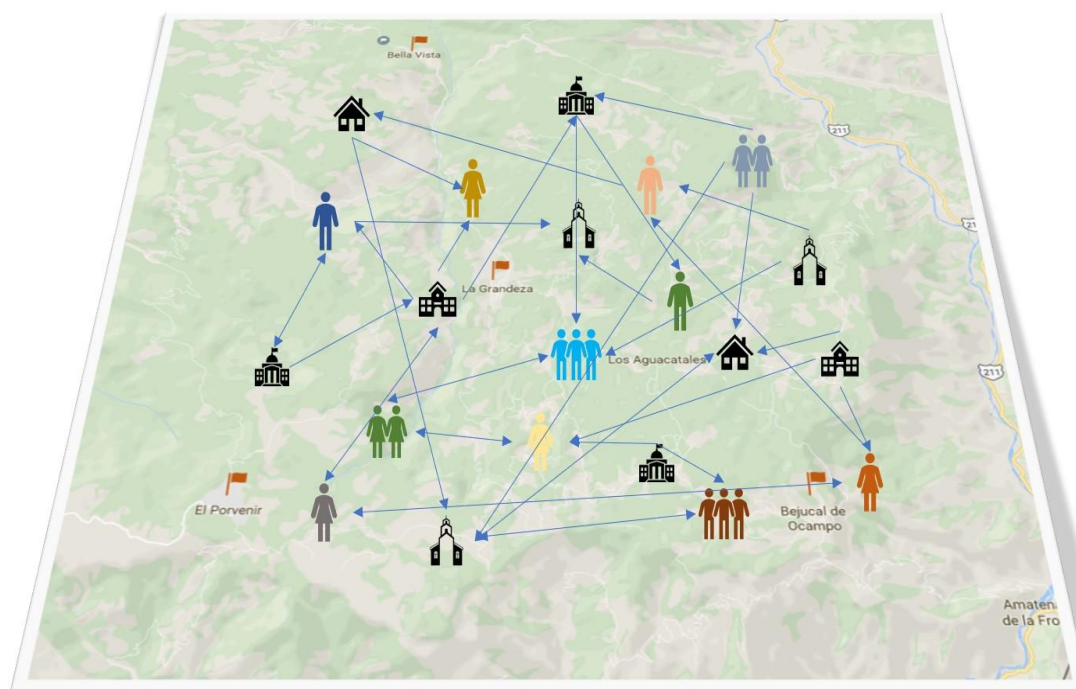 Bella Vista
211
211
La Grandeza
Los Aguacatales
211
El Porvenir
Bejucal de
Ocampo
Amaten
de la Fro